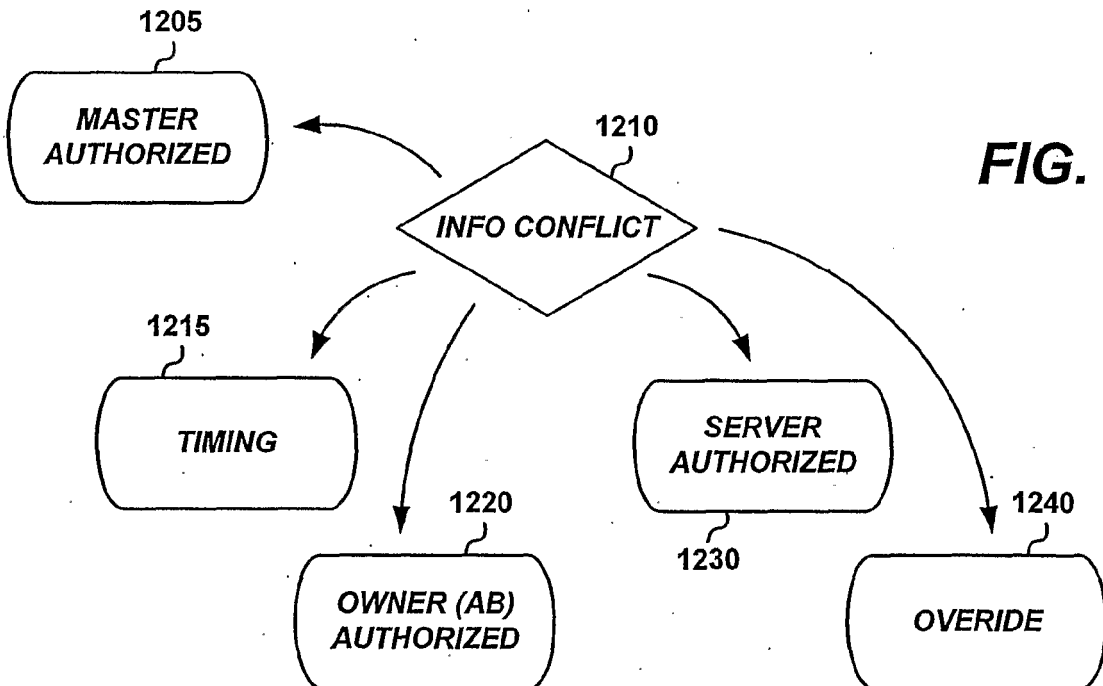 1205
MASTER
AUTHORIZED
1210
INFO CONFLICT
FIG.
1215
TIMING
SERVER
AUTHORIZED
1230
1220
OWNER (AB)
AUTHORIZED
1240
OVERIDE